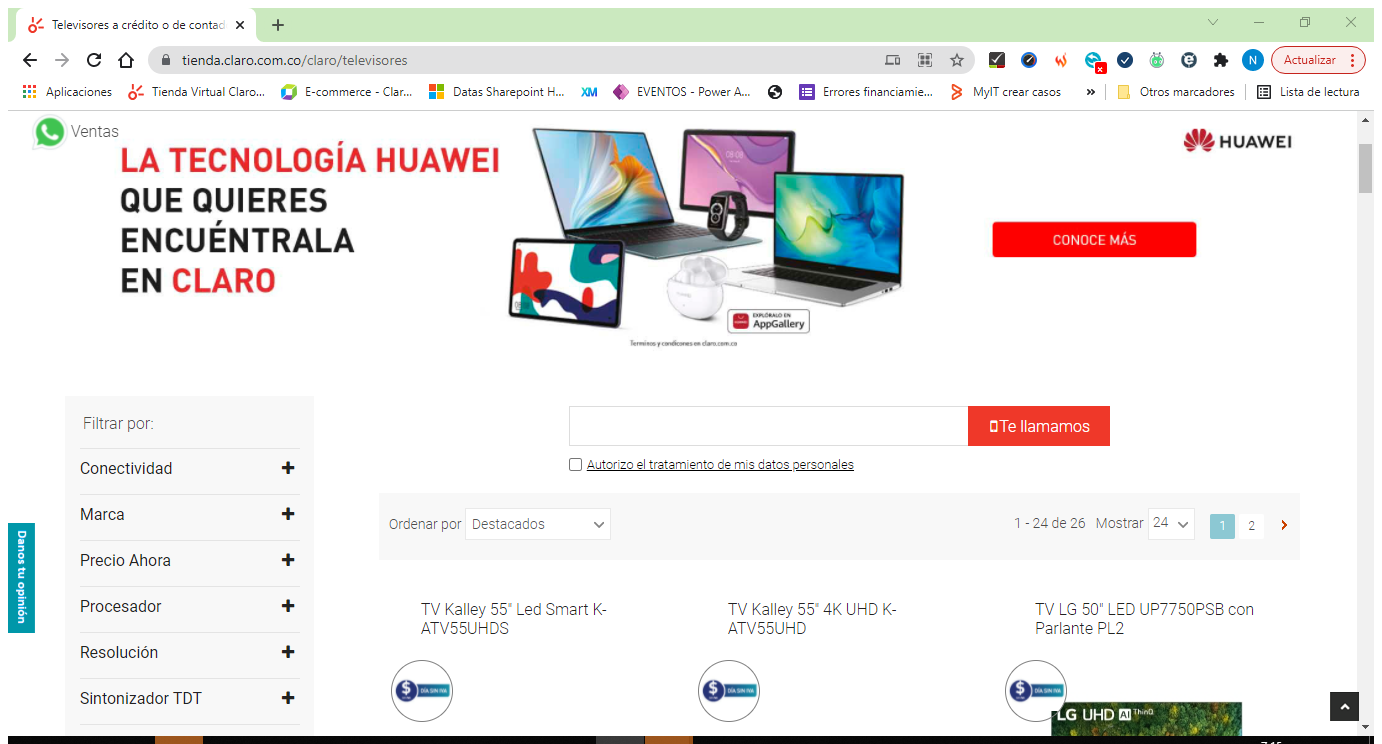 Televisores a crédito o de contad
tienda.claro.com.co/claro/televisores
N
Actualizar
Aplicaciones
Tienda Virtual Claro...
E-commerce - Clar...
Datas Sharepoint H...
XM
EVENTOS - Power A...
Errores financiamie...
MyIT crear casos
»
Otros marcadores
Lista de lectura
Ventas
LA TECNOLOGÍA HUAWEI
QUE QUIERES
ENCUÉNTRALA
EN CLARO
08:08
08:08
EXPLÓRALO EN
AppGallery
Terminos y condiciones en claro.com.co
HUAWEI
CONOCE MÁS
Filtrar por:
Conectividad
Marca
Precio Ahora
Procesador
Resolución
Sintonizador TDT
Danos tu opinión
Te llamamos
Autorizo el tratamiento de mis datos personales
Ordenar por Destacados
1 - 24 de 26 Mostrar 24 1 2
TV Kalley 55" Led Smart K-
ATV55UHDS
TV Kalley 55" 4K UHD K-
ATV55UHD
TV LG 50" LED UP7750PSB con
Parlante PL2
$ DÍA SIN IVA
$ DÍA SIN IVA
$ DÍA SIN IVA
LG UHD AI ThinQ